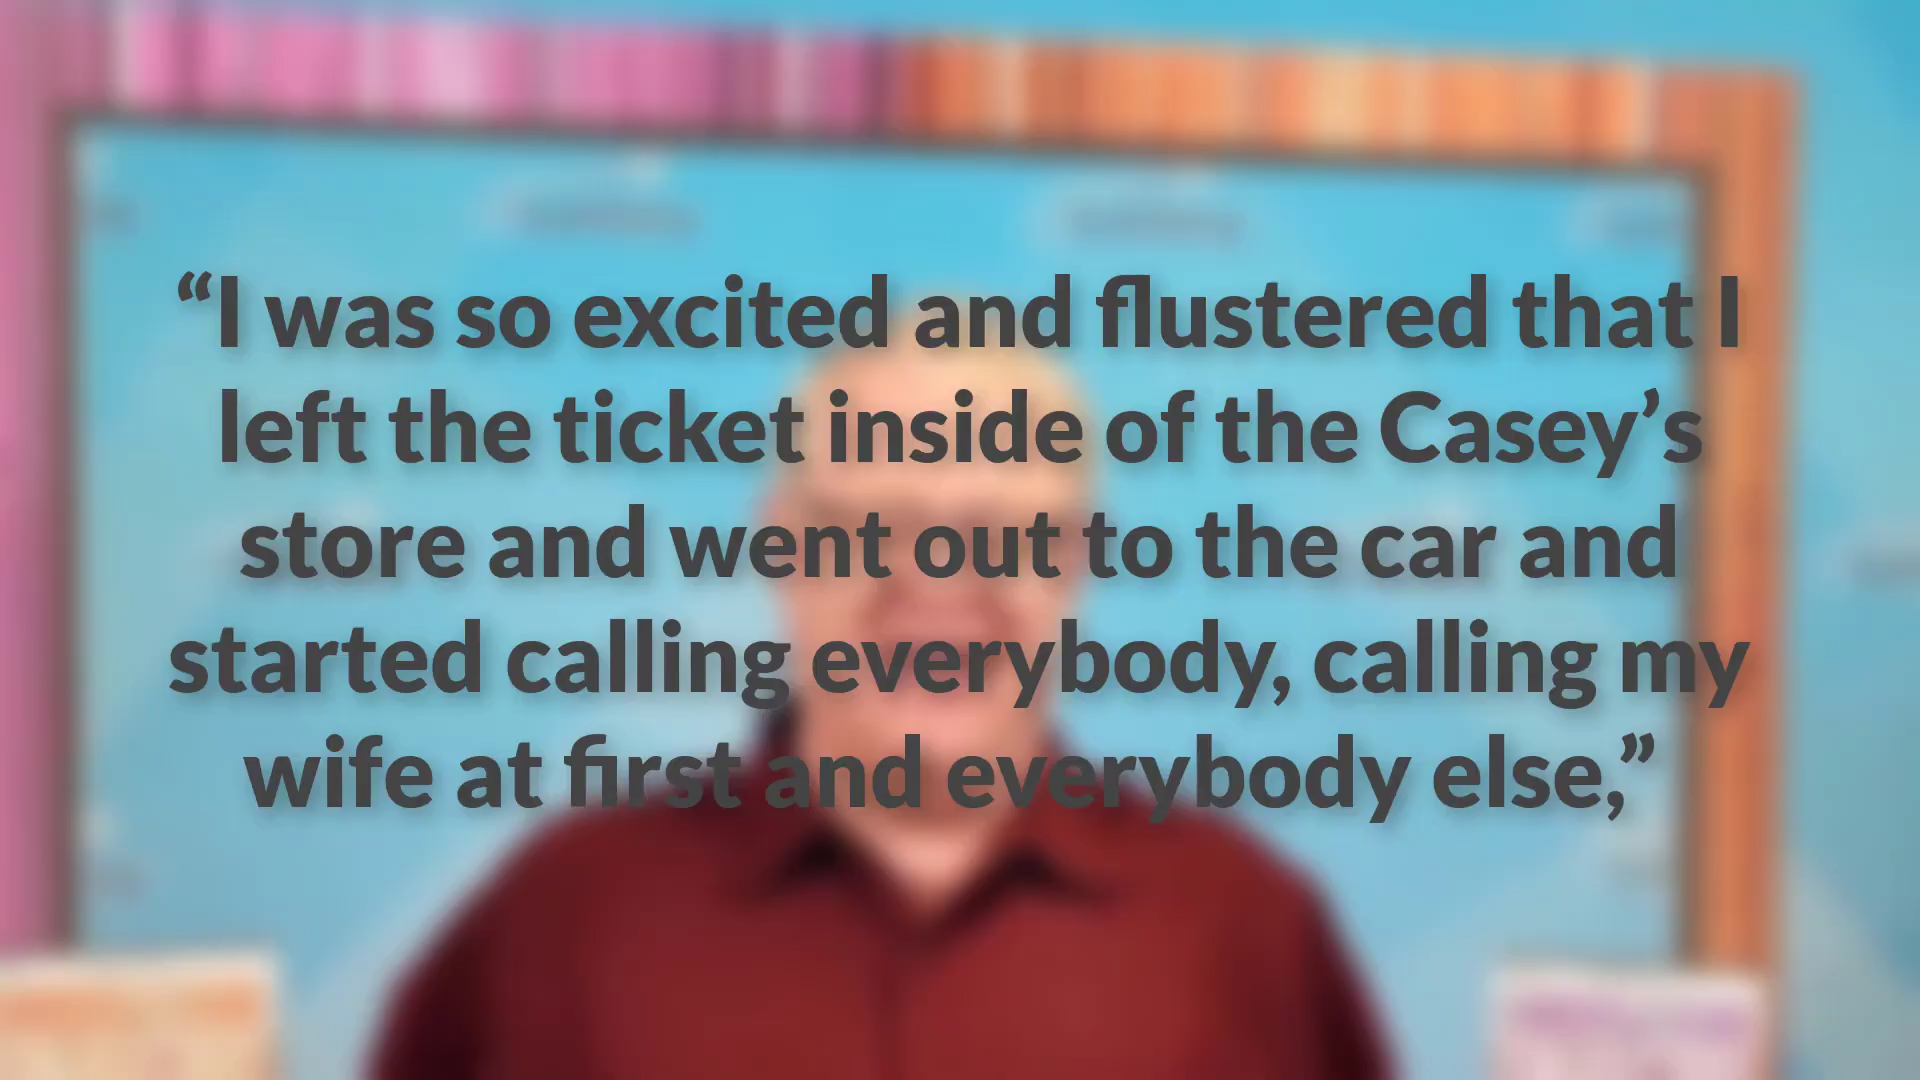 “I was so excited and flustered that I
left the ticket inside of the Casey’s
store and went out to the car and
started calling everybody, calling my
wife at first and everybody else,”